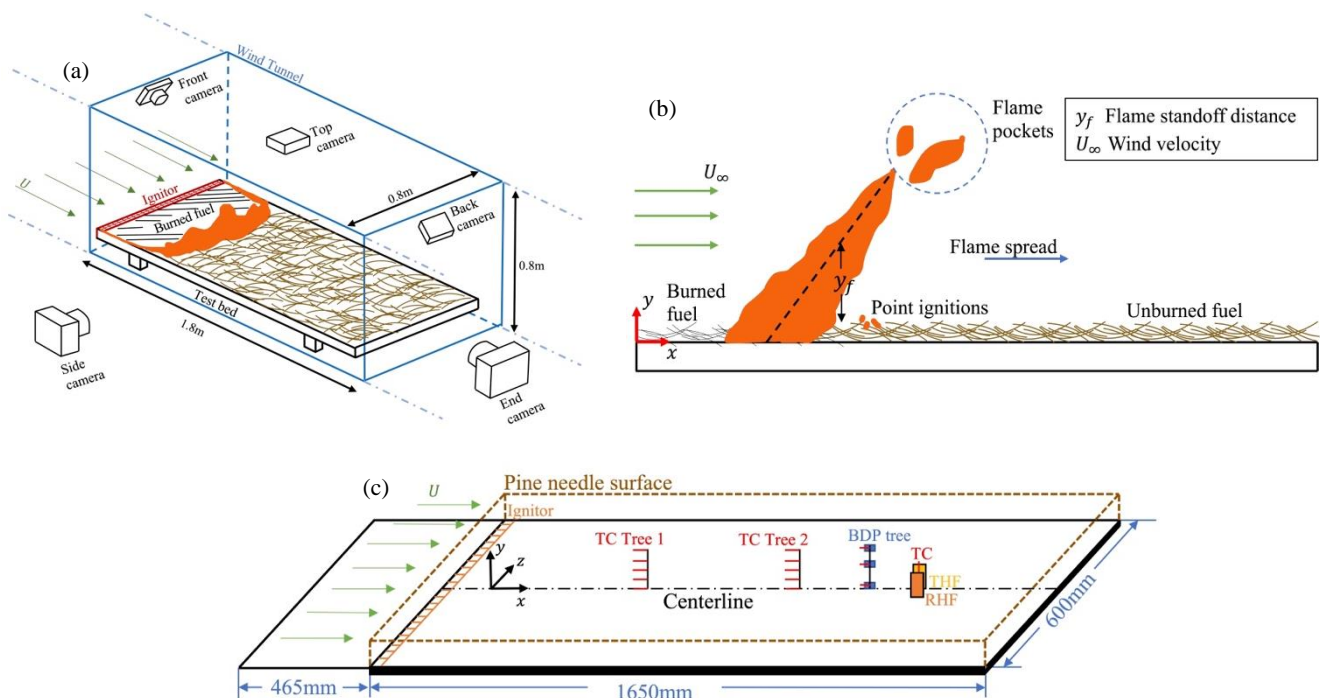 (a)
Wind Tunnel
Front
camera
Top
camera
U
Ignitor
Burned fuel
0.8m
Back
camera
0.8m
Test bed
1.8m
Side
camera
End
camera
(b)
Flame
pockets
y_f Flame standoff distance
U_∞ Wind velocity
U_∞
Flame spread
y_f
y
Burned
fuel
Point ignitions
Unburned fuel
x
(c)
Pine needle surface
U
Ignitor
TC Tree 1
TC Tree 2
BDP tree
TC
THF
RHF
y
z
x
Centerline
600mm
465mm
1650mm